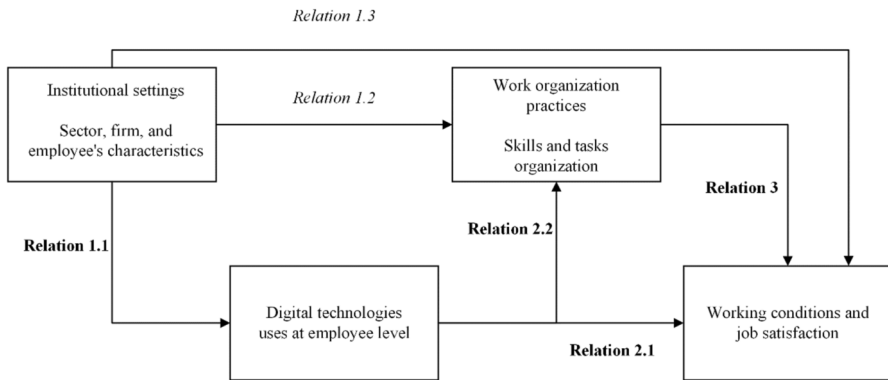 Relation 1.3
Institutional settings
Sector, firm, and
employee's characteristics
Relation 1.2
Work organization
practices
Skills and tasks
organization
Relation 1.1
Relation 2.2
Relation 3
Digital technologies
uses at employee level
Relation 2.1
Working conditions and
job satisfaction